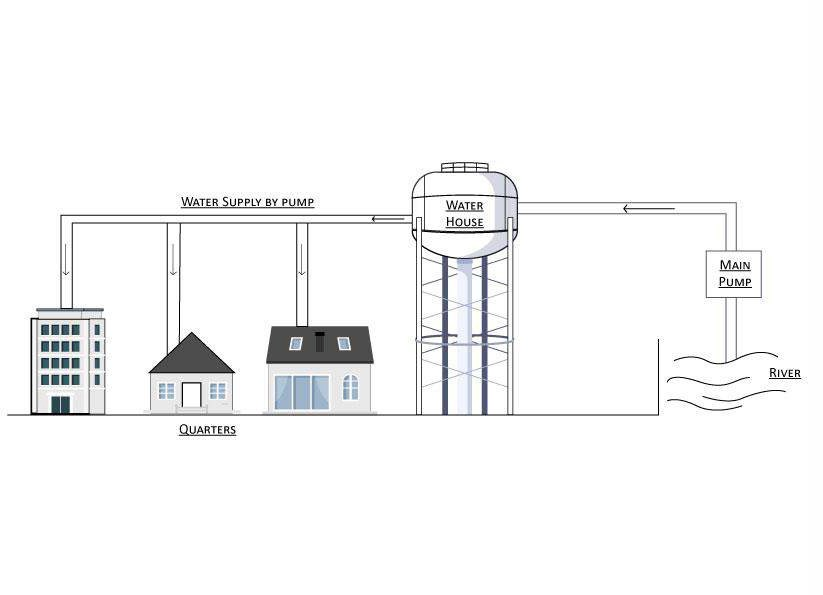 Water Supply by pump
Water
House
Main
Pump
River
Quarters